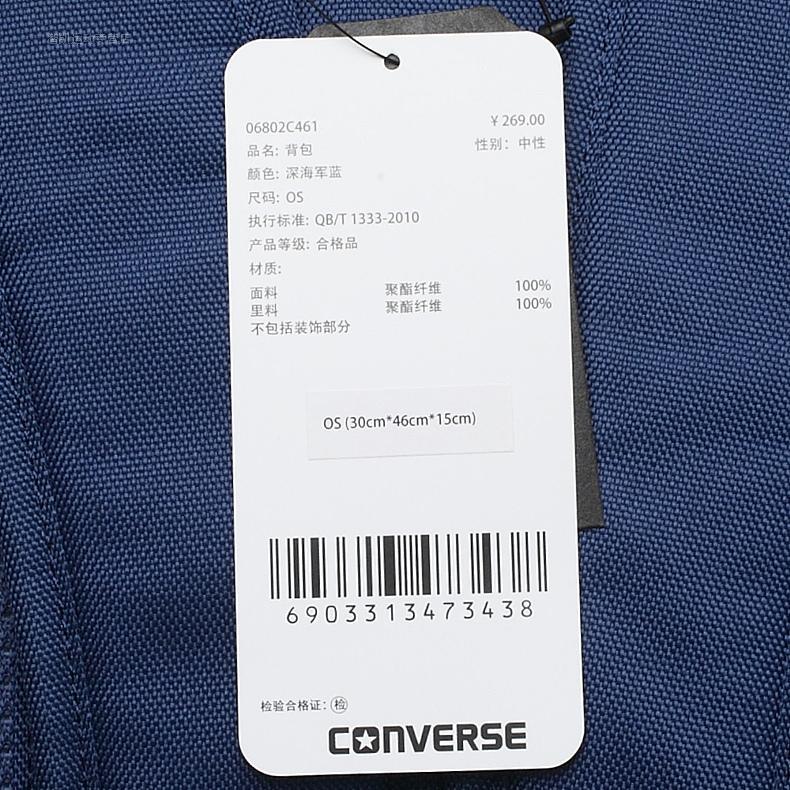 06802C461 ¥ 269.00
品名: 背包 性别: 中性
颜色: 深海军蓝
尺码: OS
执行标准: QB/T 1333-2010
产品等级: 合格品
材质:
面料 聚酯纤维 100%
里料 聚酯纤维 100%
不包括装饰部分
OS (30cm*46cm*15cm)
6903313473438
检验合格证: 检
CONVERSE